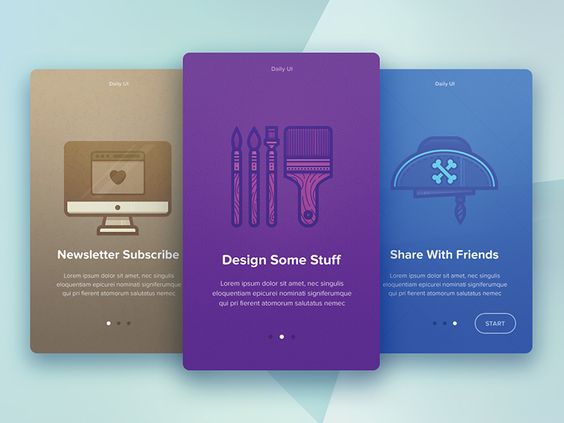 Daily UI
Newsletter Subscribe
Lorem ipsum dolor sit amet, nec singulis
eloquentiam epicurei nominavi signiferumque
qui pri fierent atomorum salutatus nemec
Daily UI
Design Some Stuff
Lorem ipsum dolor sit amet, nec singulis
eloquentiam epicurei nominavi signiferumque
qui pri fierent atomorum salutatus nemec
Daily UI
Share With Friends
Lorem ipsum dolor sit amet, nec singulis
eloquentiam epicurei nominavi signiferumque
qui pri fierent atomorum salutatus nemec
START